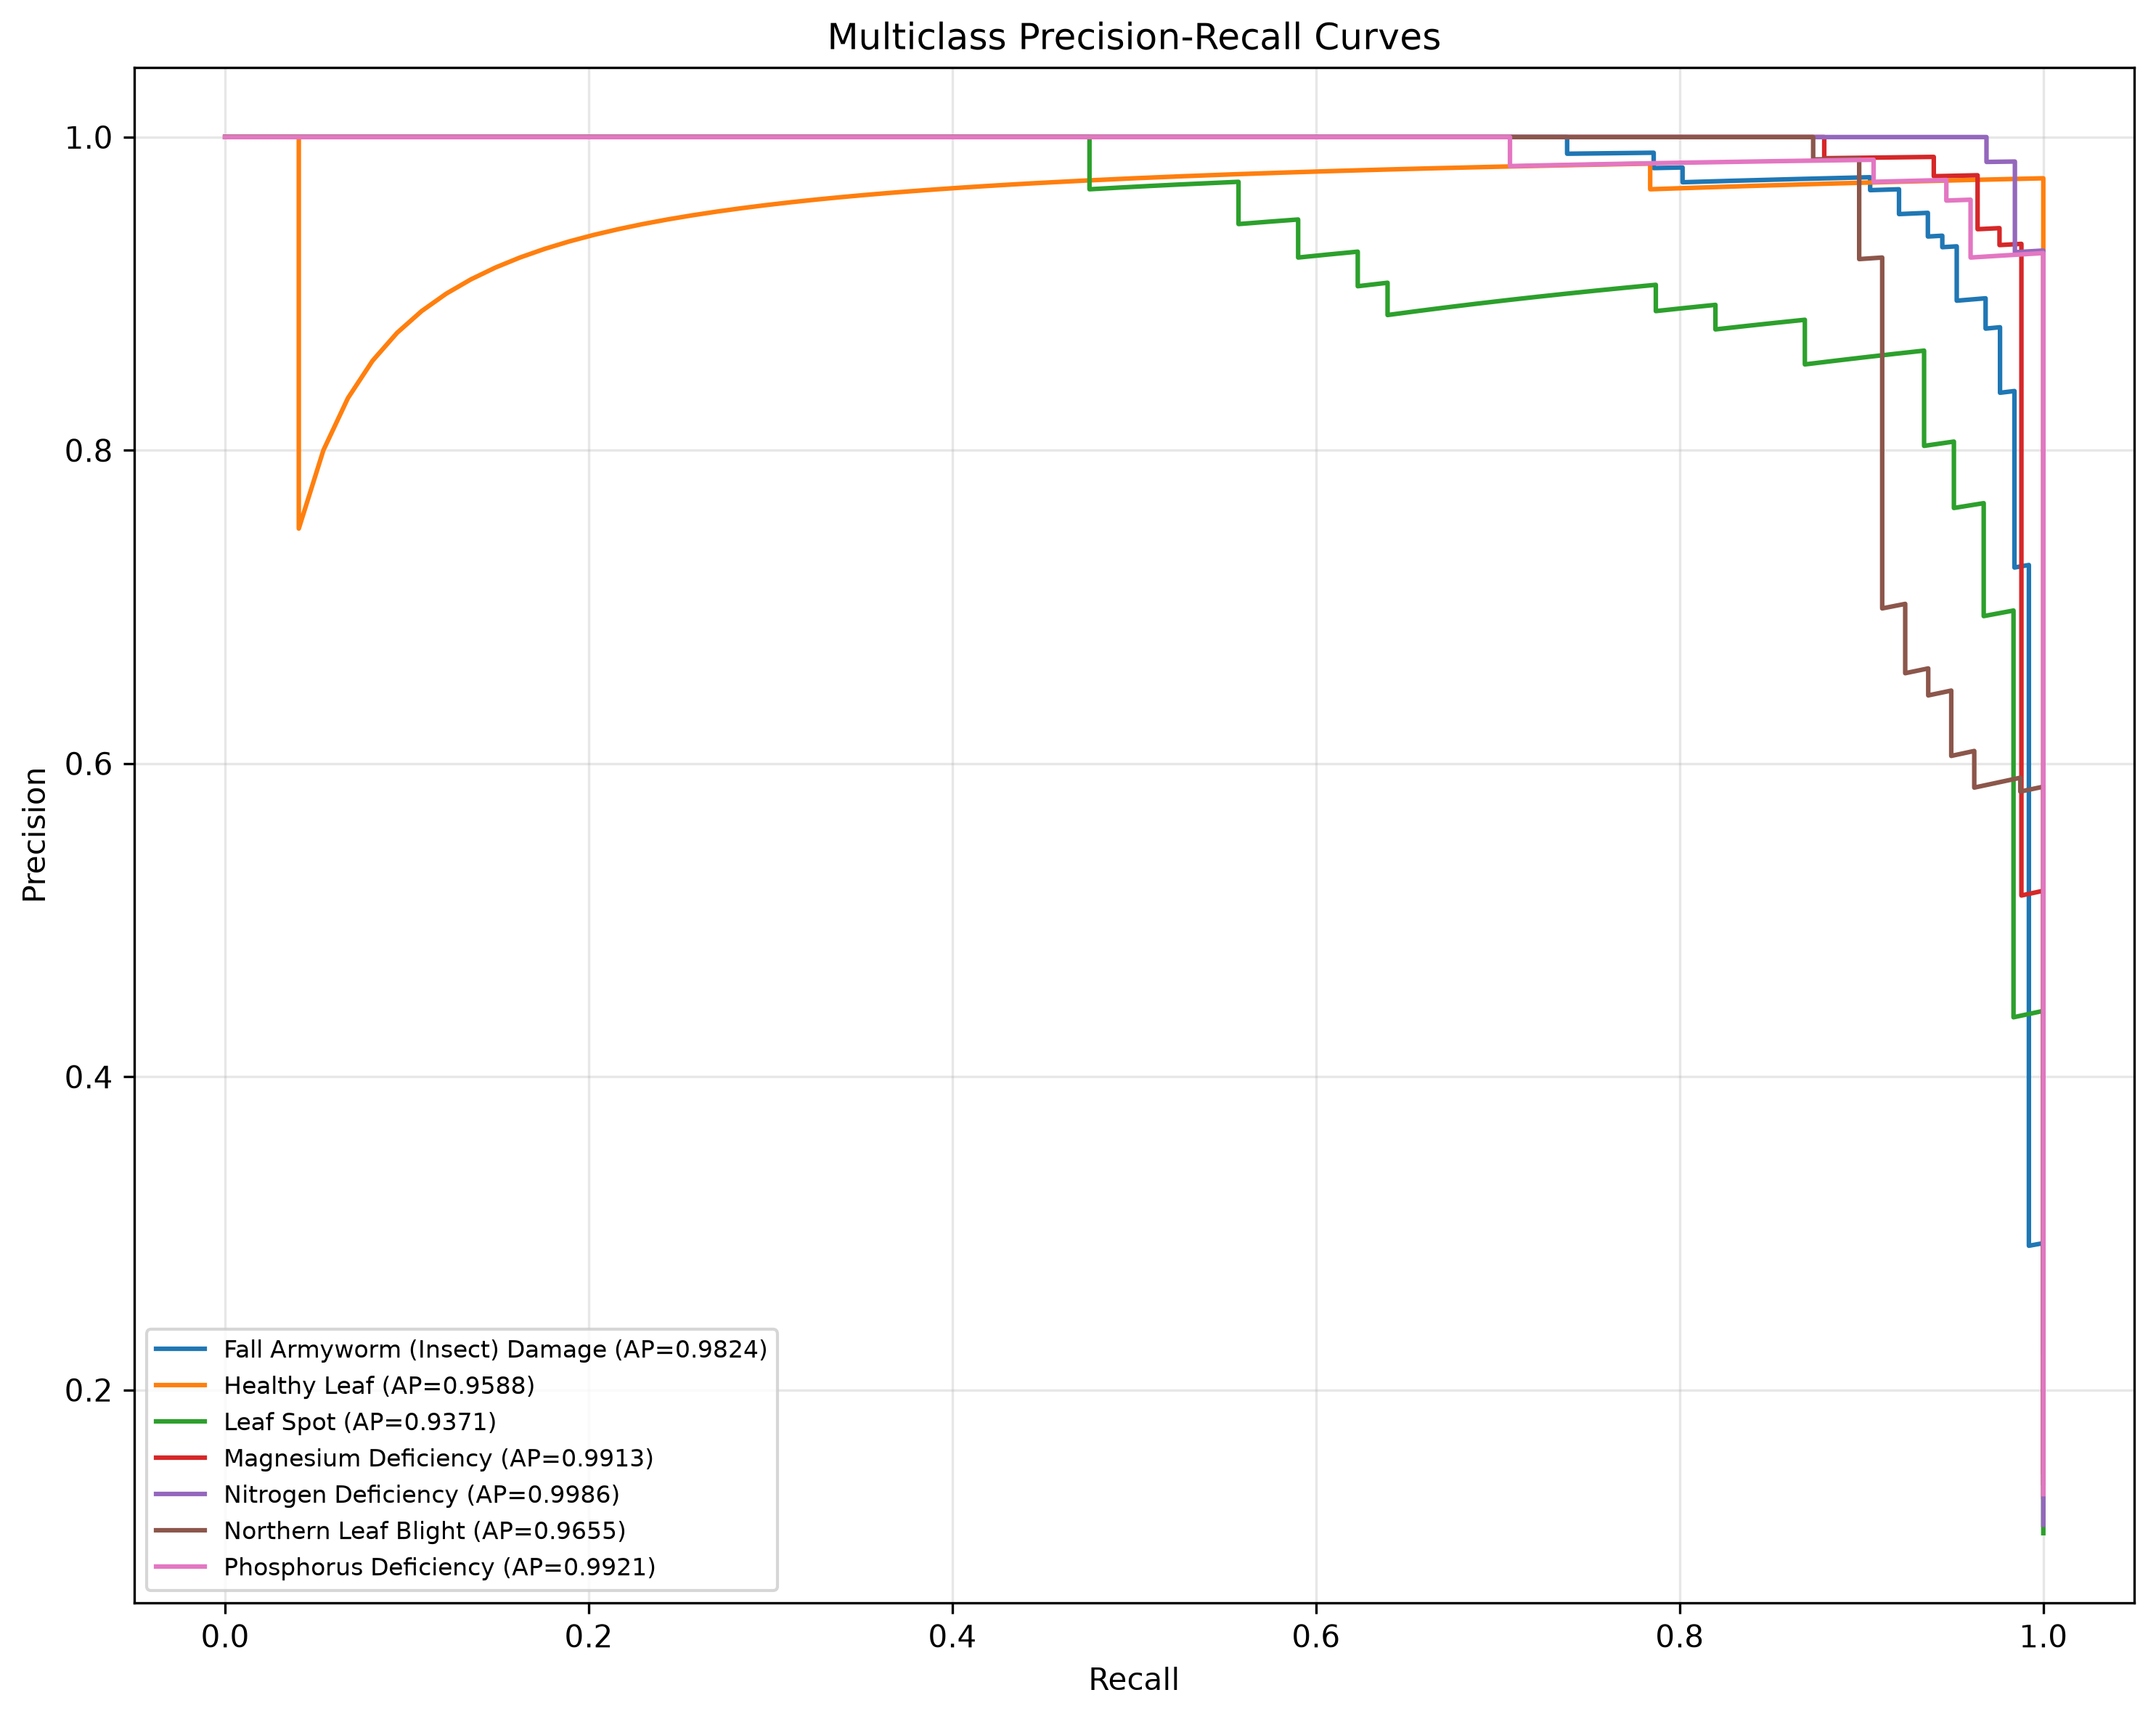 Multiclass Precision-Recall Curves
Precision
1.0
0.8
0.6
0.4
0.2
Fall Armyworm (Insect) Damage (AP=0.9824)
Healthy Leaf (AP=0.9588)
Leaf Spot (AP=0.9371)
Magnesium Deficiency (AP=0.9913)
Nitrogen Deficiency (AP=0.9986)
Northern Leaf Blight (AP=0.9655)
Phosphorus Deficiency (AP=0.9921)
0.0 0.2 0.4 0.6 0.8 1.0
Recall